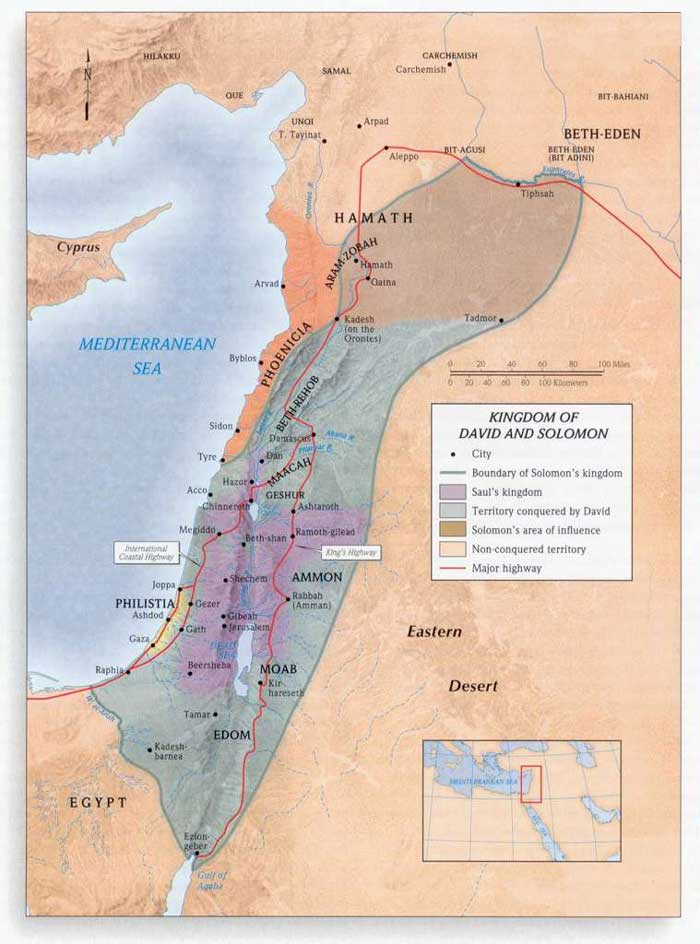 HILAKKU
CARCHEMISH
Carchemish
SAMAL
N
QUE
BIT-BAHIANI
UNQI
Arpad
T. Tayinat
BETH-EDEN
Aleppo
BIT-AGUSI
BETH-EDEN
(BIT ADINI)
Euphrates R.
Tiphsah
Orontes R.
HAMATH
Cyprus
ARAM-ZOBAH
Hamath
Qatna
Arvad
Kadesh
(on the
Orontes)
Tadmor
MEDITERRANEAN
SEA
PHOENICIA
Byblos
0 20 40 60 80 100 Miles
0 20 40 60 80 100 Kilometers
BETH-REHOB
KINGDOM OF
DAVID AND SOLOMON
City
Boundary of Solomon's kingdom
Saul's kingdom
Territory conquered by David
Solomon's area of influence
Non-conquered territory
Major highway
Sidon
Damascus
Abana R.
Pharpar R.
Tyre
Dan
MAACAH
Hazor
Acco
GESHUR
Chinnereth
Ashtaroth
Megiddo
Ramoth-gilead
Beth-shan
International
Coastal Highway
King's Highway
Shechem
AMMON
Joppa
PHILISTIA
Gezer
Rabbah
(Amman)
Ashdod
Gibeah
Jerusalem
Gath
Eastern
Desert
Gaza
DEAD
SEA
Raphia
Beersheba
MOAB
Kir-
hareseth
Tamar
EDOM
Kadesh-
barnea
MEDITERRANEAN SEA
EGYPT
Ezion-
geber
Gulf of
Aqaba